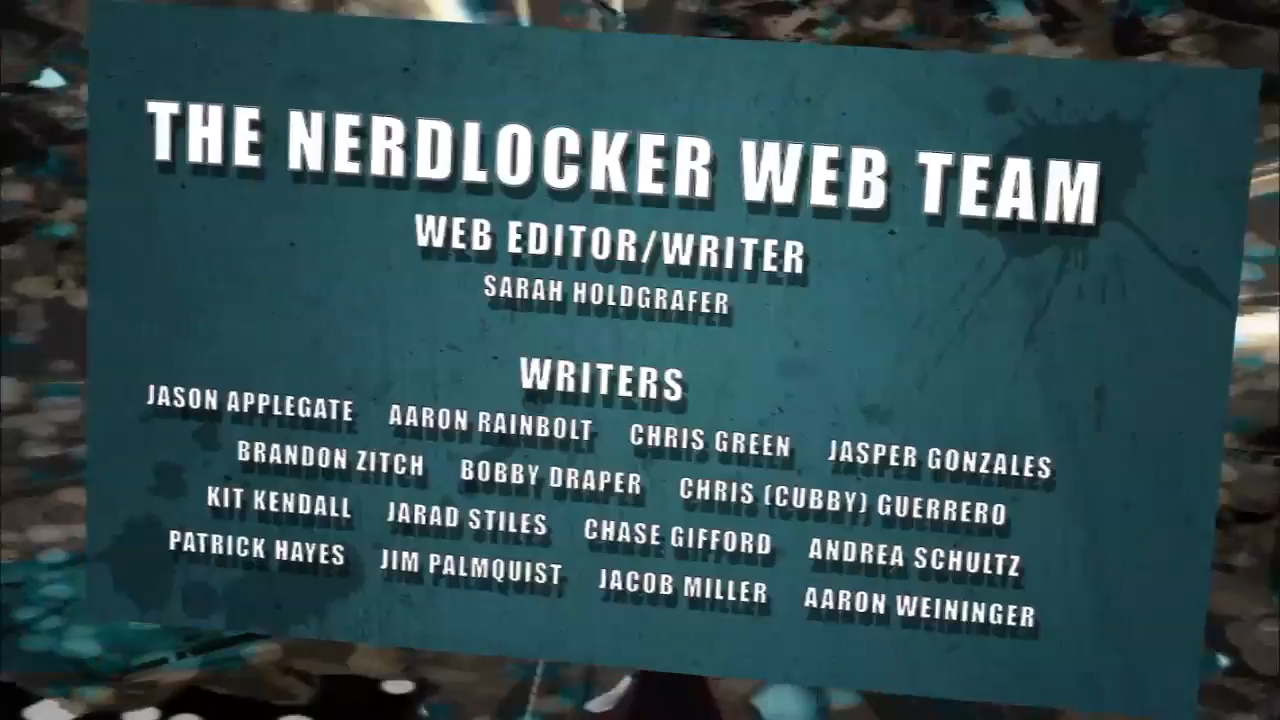 THE NERDLOCKER WEB TEAM
WEB EDITOR/WRITER
SARAH HOLDGRAFER
WRITERS
JASON APPLEGATE AARON RAINBOLT CHRIS GREEN JASPER GONZALES
BRANDON ZITCH BOBBY DRAPER CHRIS (CUBBY) GUERRERO
KIT KENDALL JARAD STILES CHASE GIFFORD ANDREA SCHULTZ
PATRICK HAYES JIM PALMQUIST JACOB MILLER AARON WEININGER